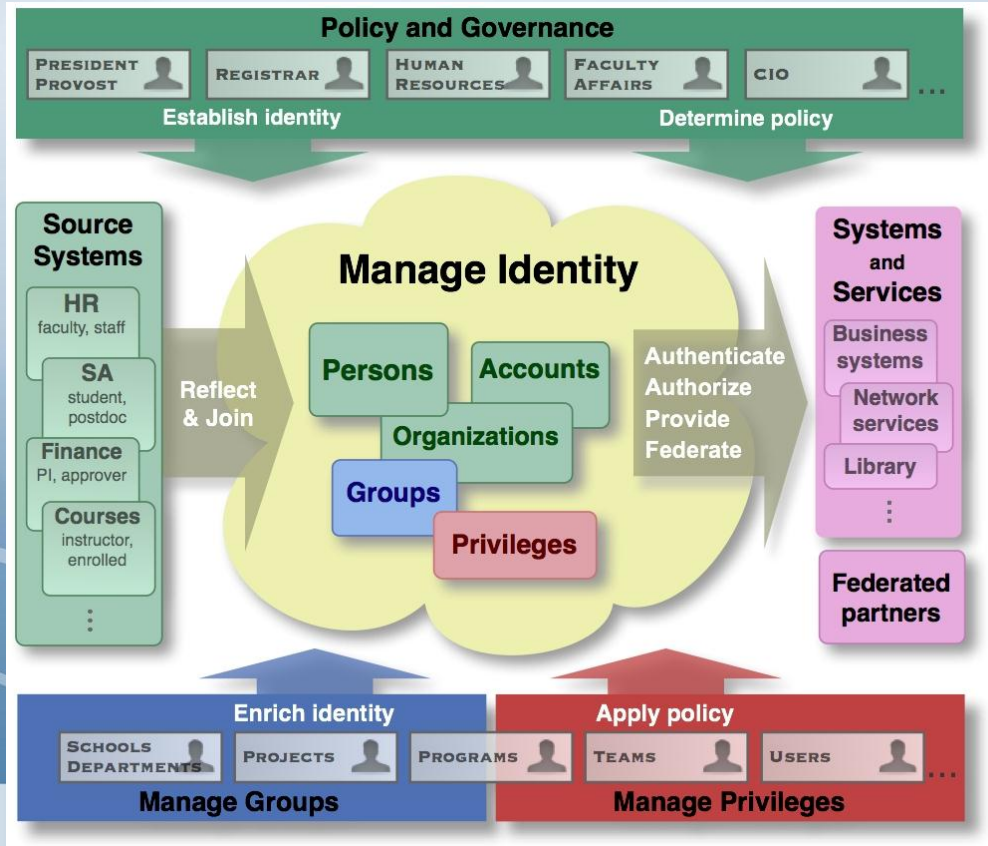 Policy and Governance
PRESIDENT
PROVOST
REGISTRAR
HUMAN
RESOURCES
FACULTY
AFFAIRS
CIO
...
Establish identity
Determine policy
Source
Systems
HR
faculty, staff
SA
student,
postdoc
Finance
PI, approver
Courses
instructor,
enrolled
⋮
Reflect
& Join
Manage Identity
Persons
Accounts
Organizations
Groups
Privileges
Authenticate
Authorize
Provide
Federate
Systems
and
Services
Business
systems
Network
services
Library
⋮
Federated
partners
Enrich identity
Apply policy
SCHOOLS
DEPARTMENTS
PROJECTS
PROGRAMS
TEAMS
USERS
...
Manage Groups
Manage Privileges